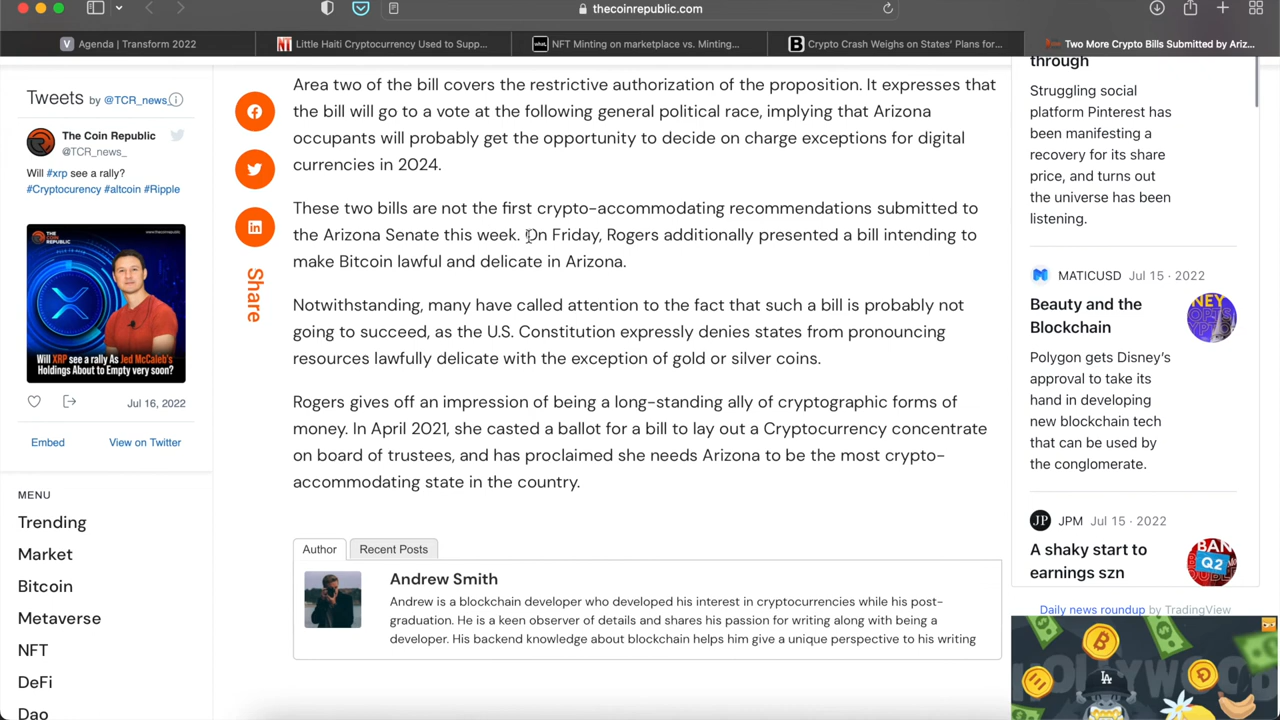 thecoinrepublic.com
Agenda | Transform 2022
Little Haiti Cryptocurrency Used to Supp...
NFT Minting on marketplace vs. Minting...
Crypto Crash Weighs on States' Plans for...
Two More Crypto Bills Submitted by Ariz...
Tweets by @TCR_news_
The Coin Republic
@TCR_news_
Will #xrp see a rally?
#Cryptocurency #altcoin #Ripple
THE COIN
REPUBLIC
www.thecoinrepublic.com
Will XRP see a rally As Jed McCaleb's
Holdings About to Empty very soon?
Jul 16, 2022
Embed
View on Twitter
MENU
Trending
Market
Bitcoin
Metaverse
NFT
DeFi
Dao
Share
Area two of the bill covers the restrictive authorization of the proposition. It expresses that
the bill will go to a vote at the following general political race, implying that Arizona
occupants will probably get the opportunity to decide on charge exceptions for digital
currencies in 2024.
These two bills are not the first crypto-accommodating recommendations submitted to
the Arizona Senate this week. On Friday, Rogers additionally presented a bill intending to
make Bitcoin lawful and delicate in Arizona.
Notwithstanding, many have called attention to the fact that such a bill is probably not
going to succeed, as the U.S. Constitution expressly denies states from pronouncing
resources lawfully delicate with the exception of gold or silver coins.
Rogers gives off an impression of being a long-standing ally of cryptographic forms of
money. In April 2021, she casted a ballot for a bill to lay out a Cryptocurrency concentrate
on board of trustees, and has proclaimed she needs Arizona to be the most crypto-
accommodating state in the country.
Author
Recent Posts
Andrew Smith
Andrew is a blockchain developer who developed his interest in cryptocurrencies while his post-
graduation. He is a keen observer of details and shares his passion for writing along with being a
developer. His backend knowledge about blockchain helps him give a unique perspective to his writing
through
Struggling social
platform Pinterest has
been manifesting a
recovery for its share
price, and turns out
the universe has been
listening.
MATICUSD Jul 15 · 2022
Beauty and the
Blockchain
Polygon gets Disney's
approval to take its
hand in developing
new blockchain tech
that can be used by
the conglomerate.
JP
JPM Jul 15 · 2022
A shaky start to
earnings szn
BAN
Q2
Daily news roundup by TradingView
LA